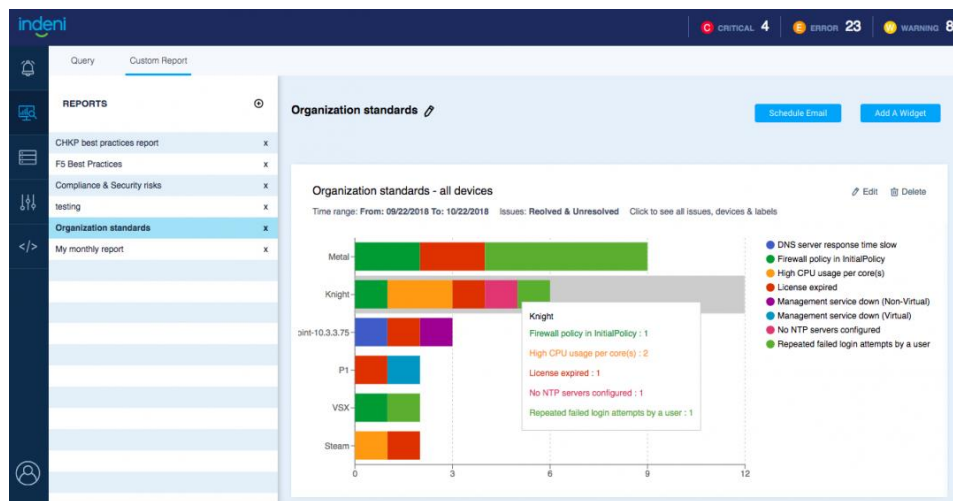 indeni
C CRITICAL 4 E ERROR 23 W WARNING 8
Query Custom Report
REPORTS
CHKP best practices report x
F5 Best Practices x
Compliance & Security risks x
testing x
Organization standards x
My monthly report x
Organization standards
Schedule Email Add A Widget
Organization standards - all devices
Edit Delete
Time range: From: 09/22/2018 To: 10/22/2018 Issues: Reolved & Unresolved Click to see all issues, devices & labels
Metal
Knight
oint-10.3.3.75
P1
VSX
Steam
0 3 6 9 12
Knight
Firewall policy in InitialPolicy : 1
High CPU usage per core(s) : 2
License expired : 1
No NTP servers configured : 1
Repeated failed login attempts by a user : 1
DNS server response time slow
Firewall policy in InitialPolicy
High CPU usage per core(s)
License expired
Management service down (Non-Virtual)
Management service down (Virtual)
No NTP servers configured
Repeated failed login attempts by a user